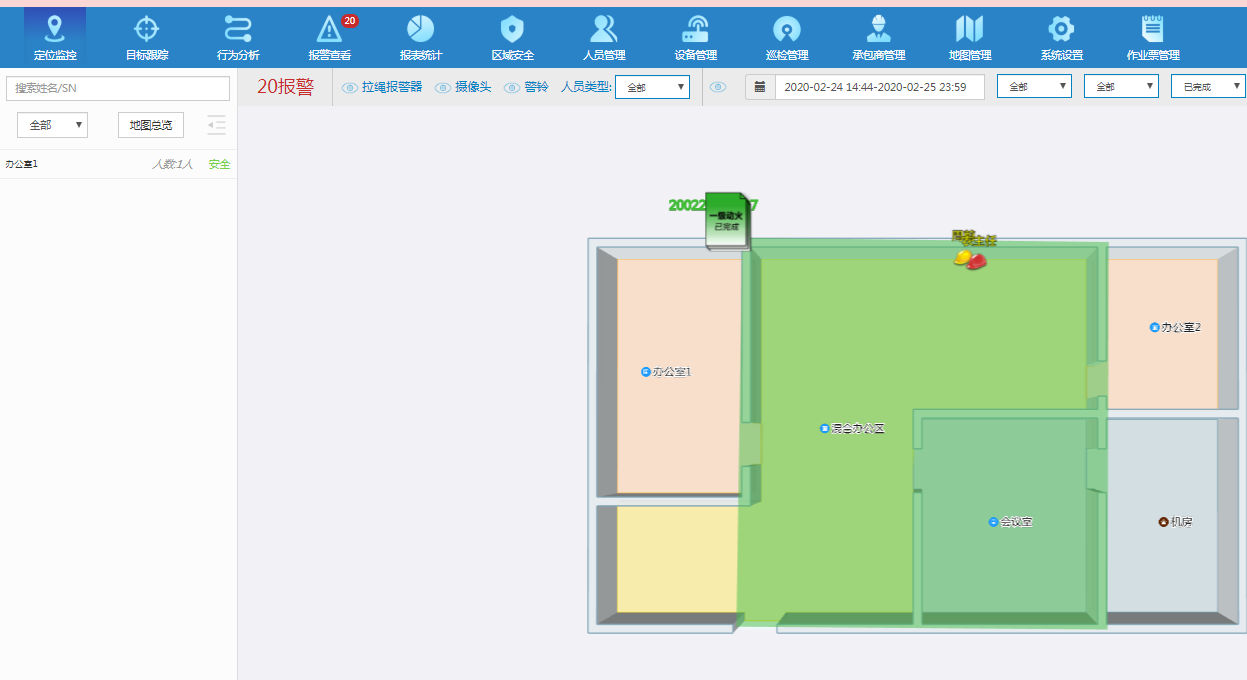 定位监控
目标跟踪
行为分析
20
报警查看
报表统计
区域安全
人员管理
设备管理
巡检管理
承包商管理
地图管理
系统设置
作业票管理
搜索姓名/SN
20报警
拉绳报警器
摄像头
警铃
人员类型:
全部
2020-02-24 14:44-2020-02-25 23:59
全部
全部
已完成
全部
地图总览
办公室1
人数:1人
安全
20022
7
一级动火
已完成
主任
办公室2
办公室1
混合办公区
会议室
机房